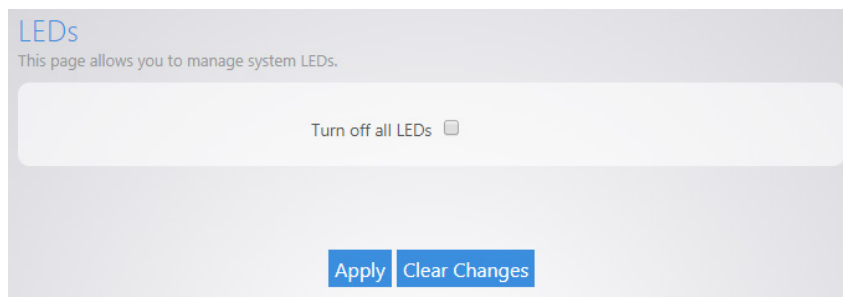 LEDs
This page allows you to manage system LEDs.
Turn off all LEDs
Apply Clear Changes